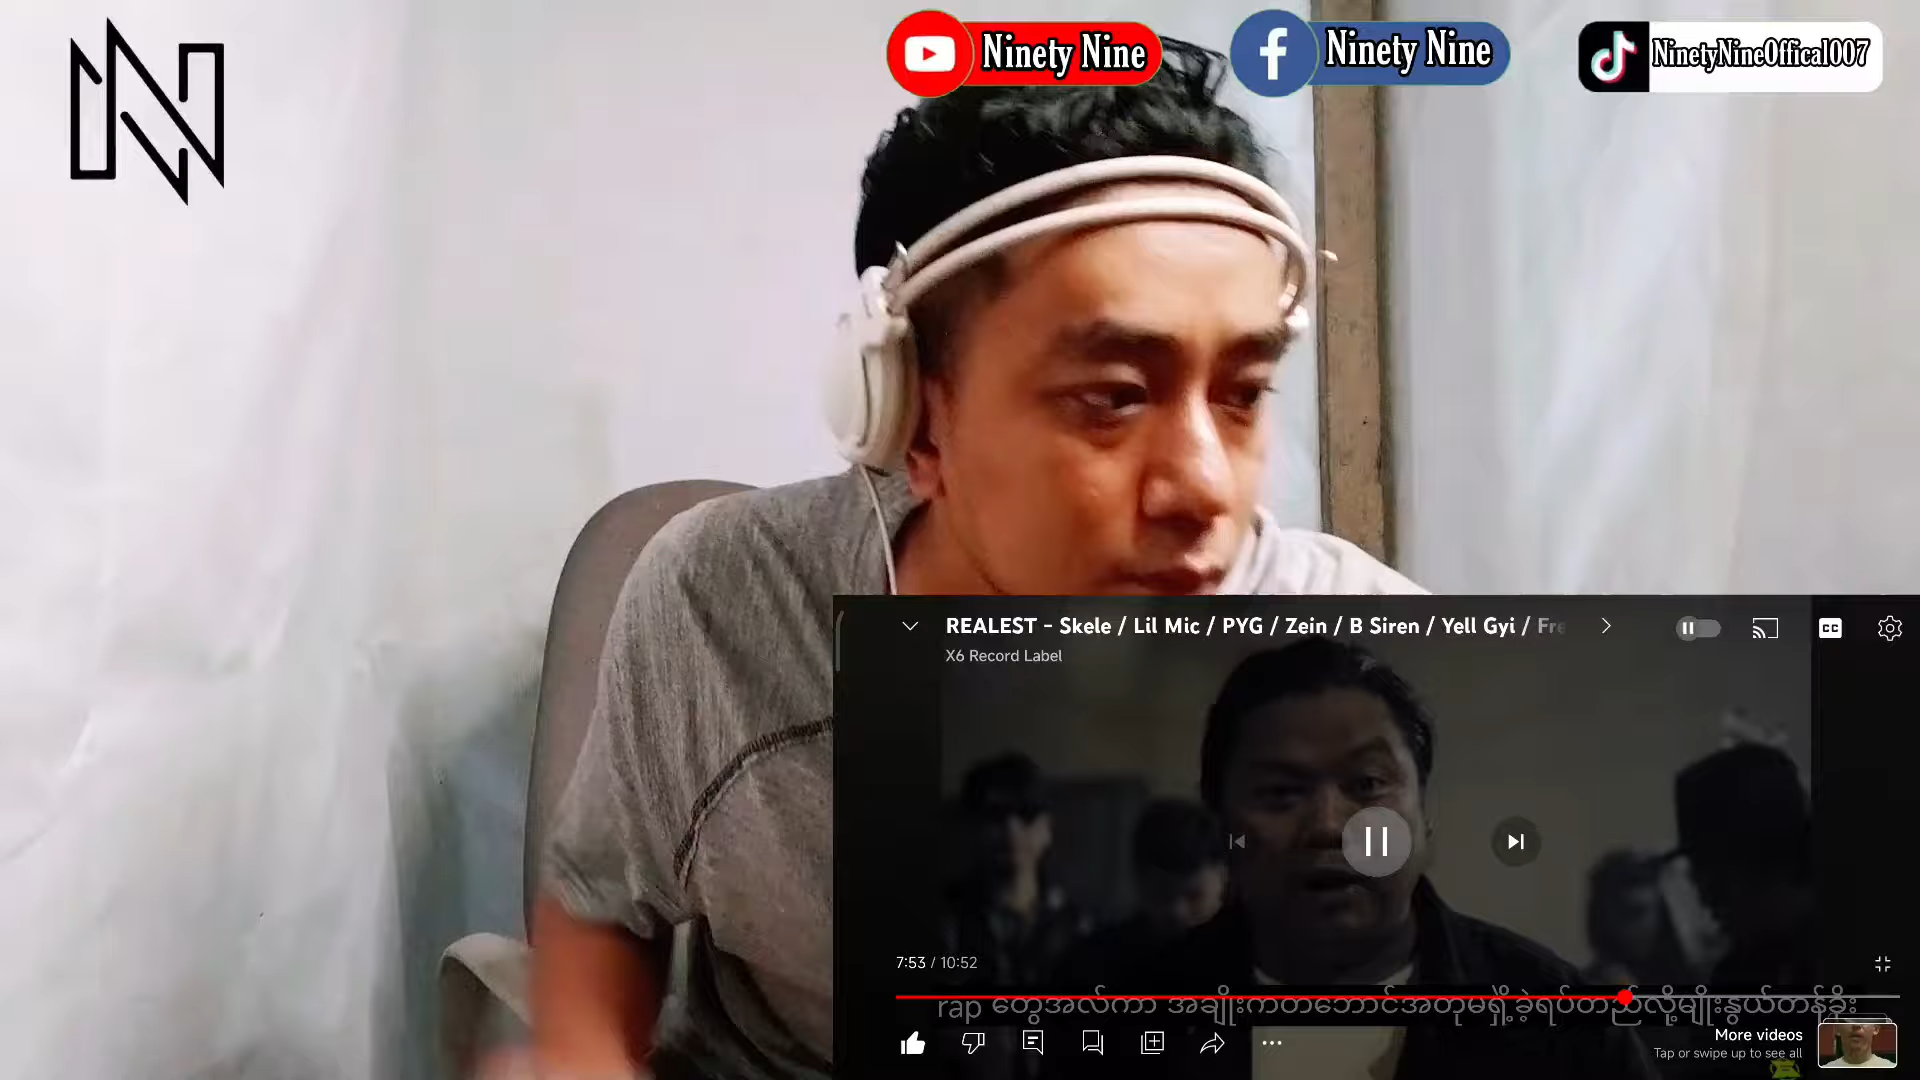 Ninety Nine
Ninety Nine
NinetyNineOffical007
REALEST - Skele / Lil Mic / PYG / Zein / B Siren / Yell Gyi / Fre
X6 Record Label
CC
7:53 / 10:52
rap တွေအလ်ကာ အချိုးကတဘောင်အတုမရှိ့ခဲ့ရပ်တည်လို့မျိုးနွယ်တန်ခိုး
More videos
Tap or swipe up to see all